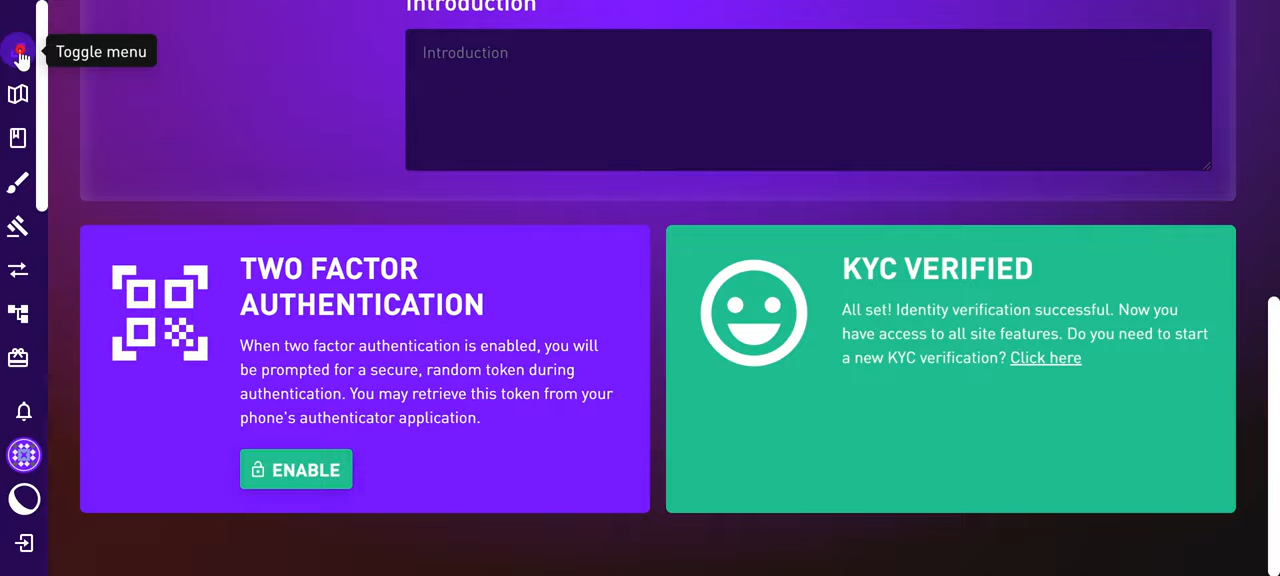 Introduction
Toggle menu
Introduction
TWO FACTOR
AUTHENTICATION
When two factor authentication is enabled, you will
be prompted for a secure, random token during
authentication. You may retrieve this token from your
phone's authenticator application.
ENABLE
KYC VERIFIED
All set! Identity verification successful. Now you
have access to all site features. Do you need to start
a new KYC verification? Click here